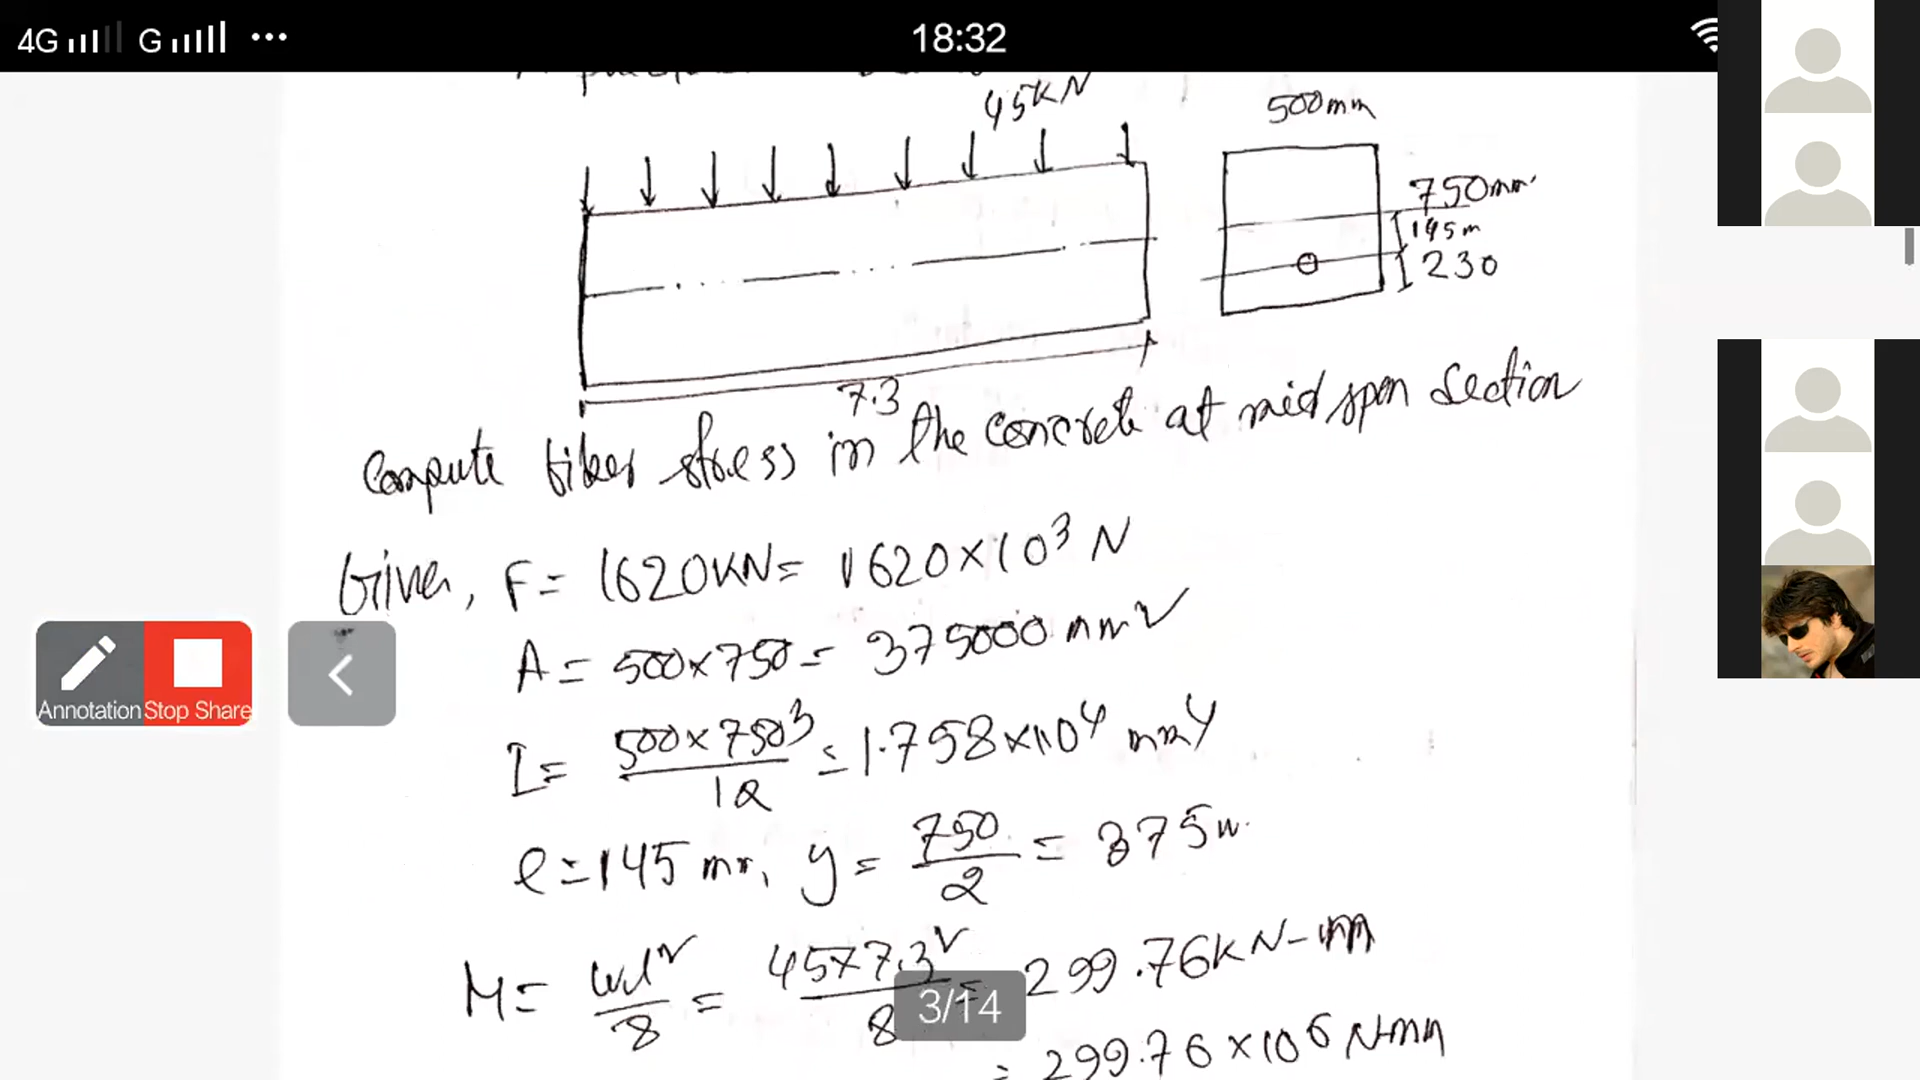 4G G ••• 18:32
45KN
500mm
750mm
145m
230
7.3
Compute fiber stress in the concrete at mid span section
Given, F = 1620KN = 1620×10³ N
A = 500×750 = 375000 mm²
I = 500×750³ / 12 = 1.758×10⁴ mm⁴
Annotation Stop Share
e = 145 mm, y = 750 / 2 = 375m
M = wl² / 8 = 45×7.3² / 8 = 299.76KN-m
3/14
= 299.76×10⁶ N-mm